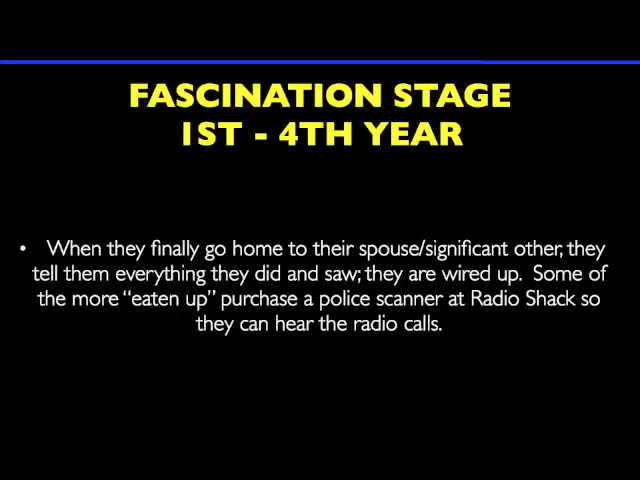 FASCINATION STAGE
1ST - 4TH YEAR
• When they finally go home to their spouse/significant other, they
tell them everything they did and saw; they are wired up. Some of
the more “eaten up” purchase a police scanner at Radio Shack so
they can hear the radio calls.